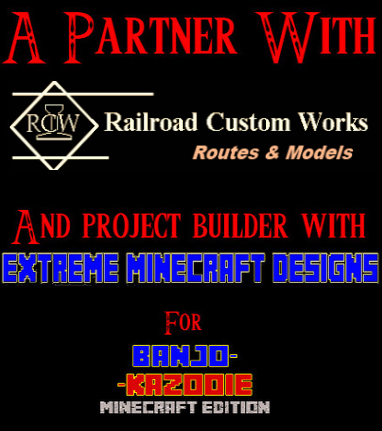 A Partner With
RCW Railroad Custom Works
Routes & Models
And project builder with
EXTREME MINECRAFT DESIGNS
For
BANJO-
-KAZOOIE
MINECRAFT EDITION